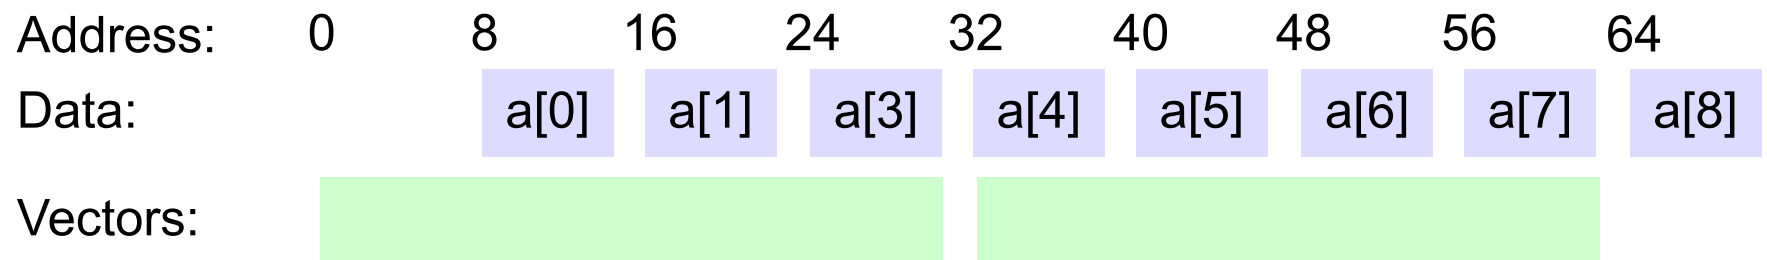 Address: 0 8 16 24 32 40 48 56 64
Data: a[0] a[1] a[3] a[4] a[5] a[6] a[7] a[8]
Vectors: